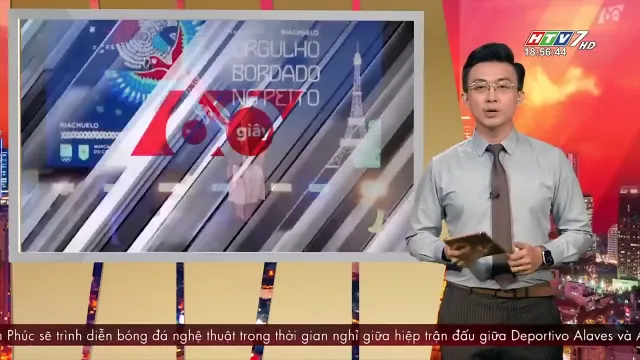 HTV7 HD
18:56:44
RIACHUELO
ORGULHO
BORDADO
NO PEITO
giây
RIACHUELO
Phúc sẽ trình diễn bóng đá nghệ thuật trong thời gian nghỉ giữa hiệp trận đấu giữa Deportivo Alaves và